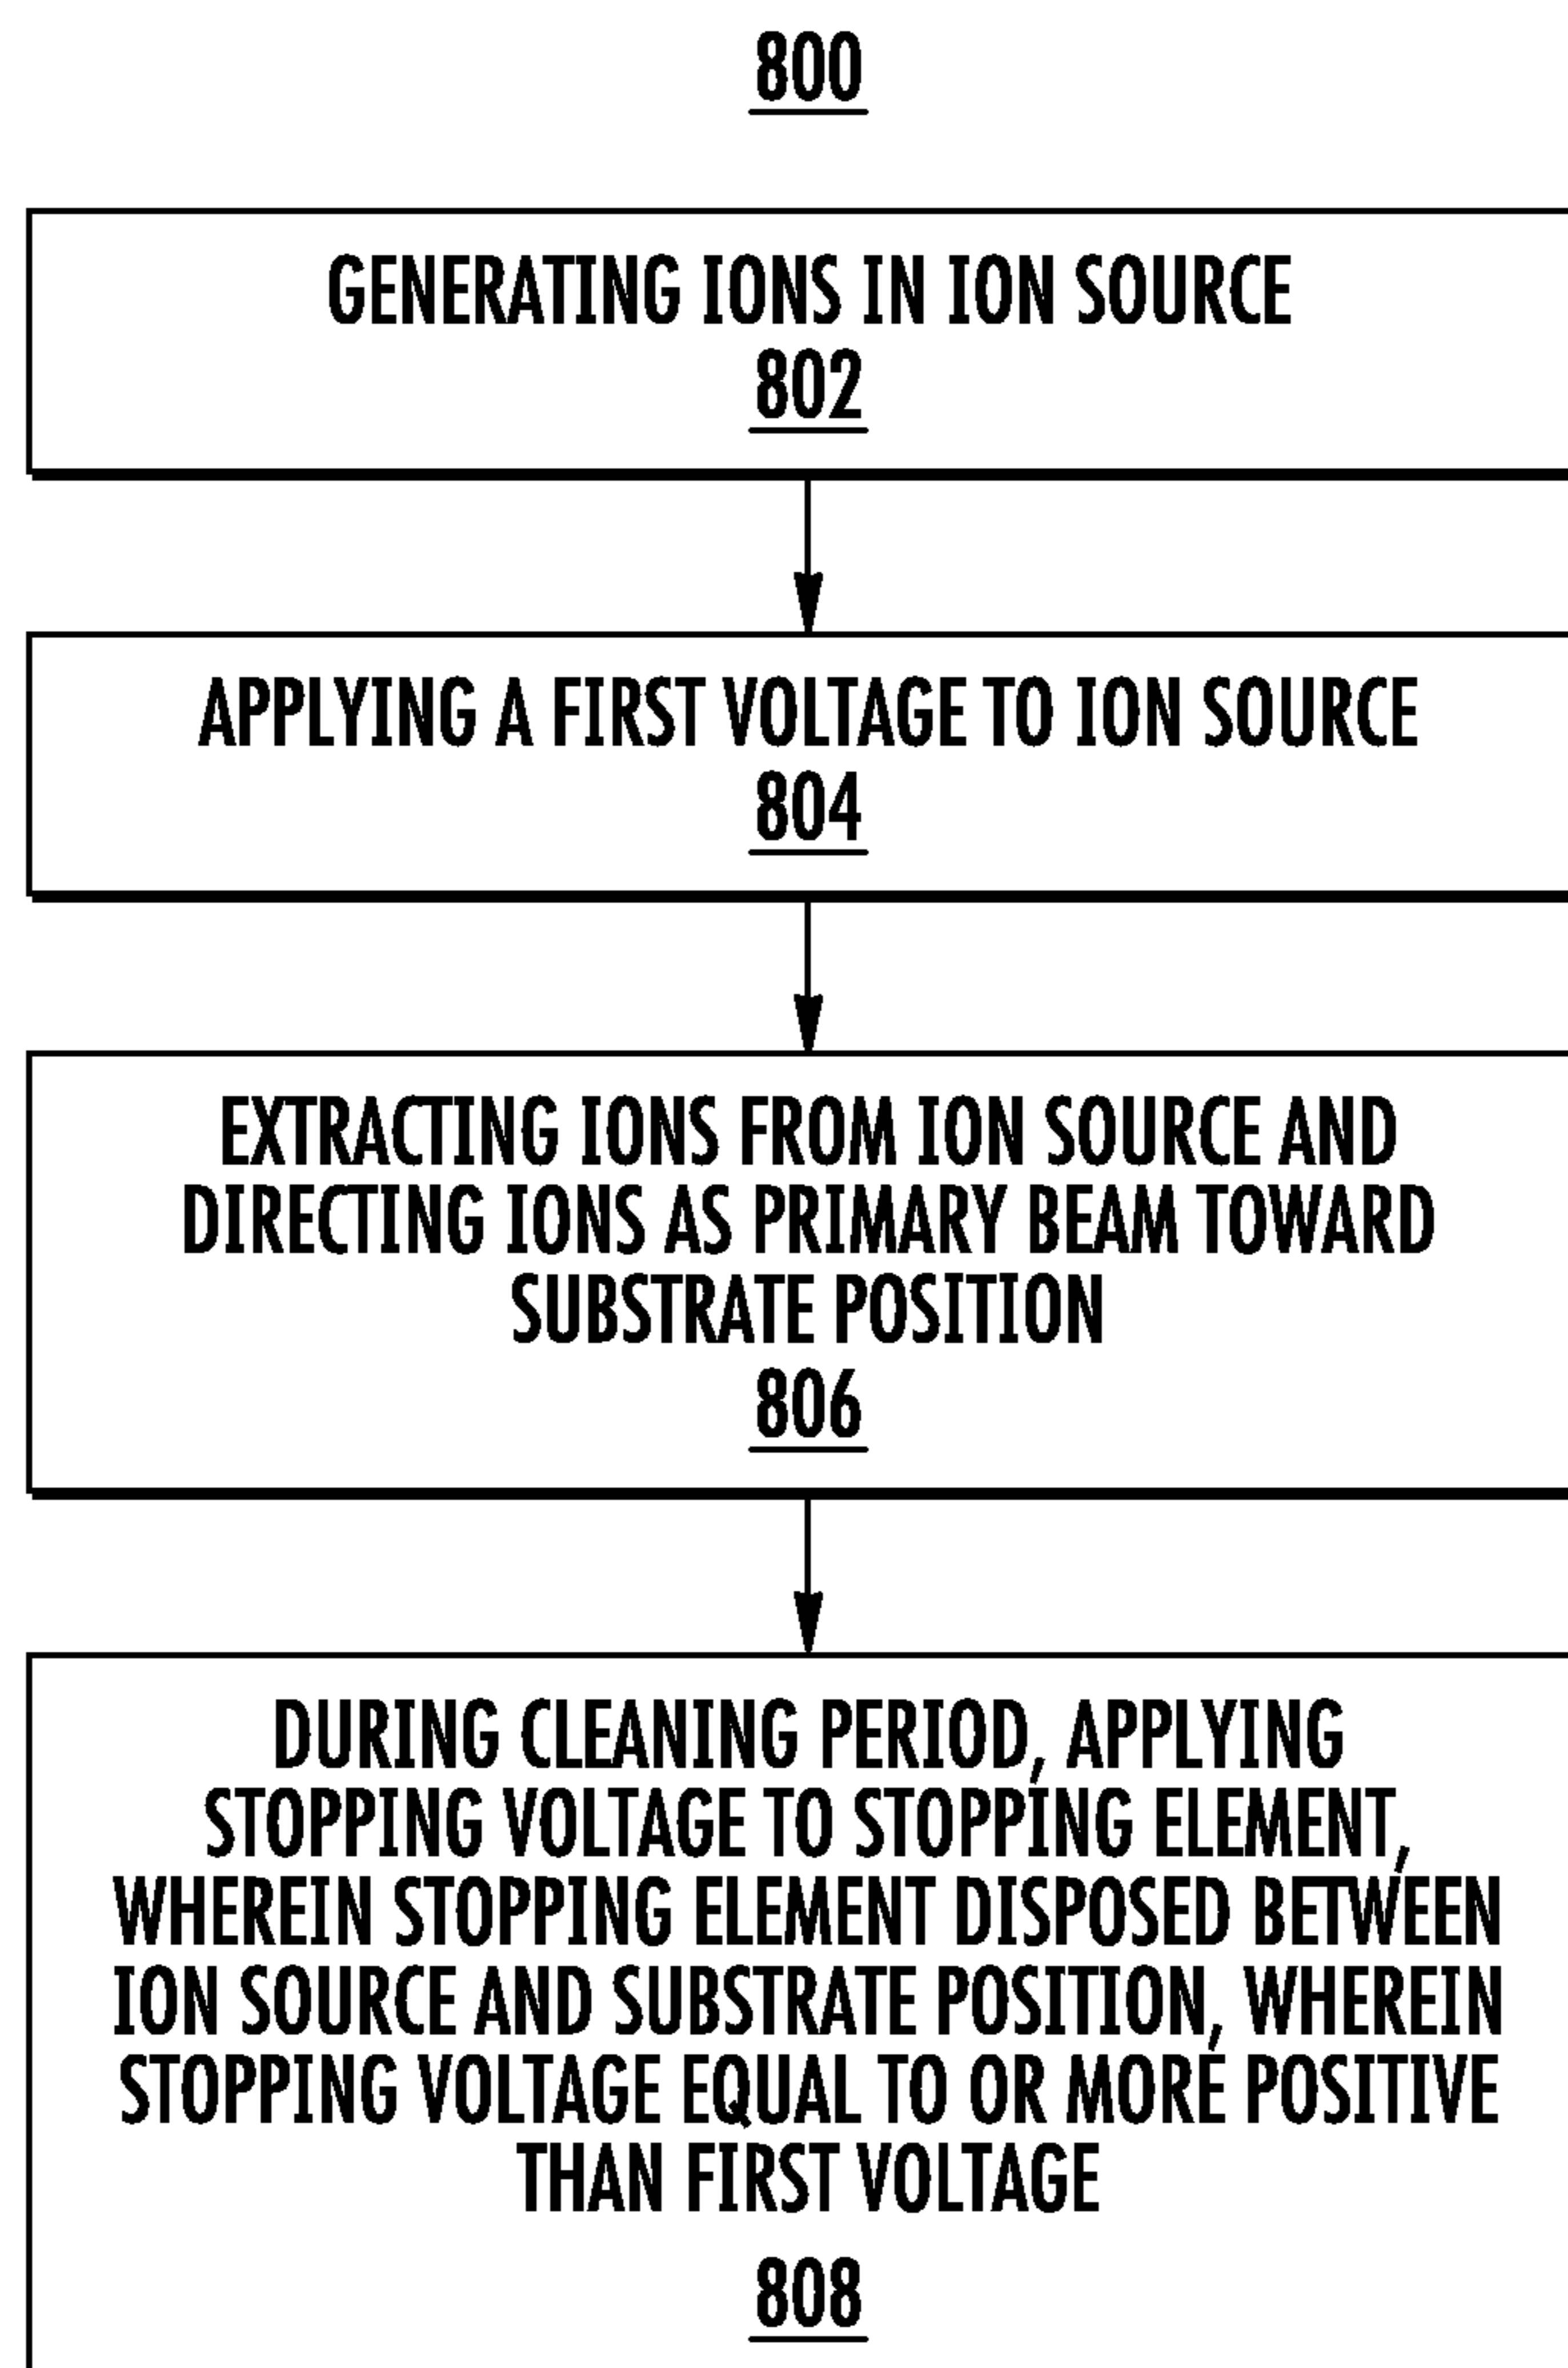 800
GENERATING IONS IN ION SOURCE
802
APPLYING A FIRST VOLTAGE TO ION SOURCE
804
EXTRACTING IONS FROM ION SOURCE AND
DIRECTING IONS AS PRIMARY BEAM TOWARD
SUBSTRATE POSITION
806
DURING CLEANING PERIOD, APPLYING
STOPPING VOLTAGE TO STOPPING ELEMENT,
WHEREIN STOPPING ELEMENT DISPOSED BETWEEN
ION SOURCE AND SUBSTRATE POSITION, WHEREIN
STOPPING VOLTAGE EQUAL TO OR MORE POSITIVE
THAN FIRST VOLTAGE
808